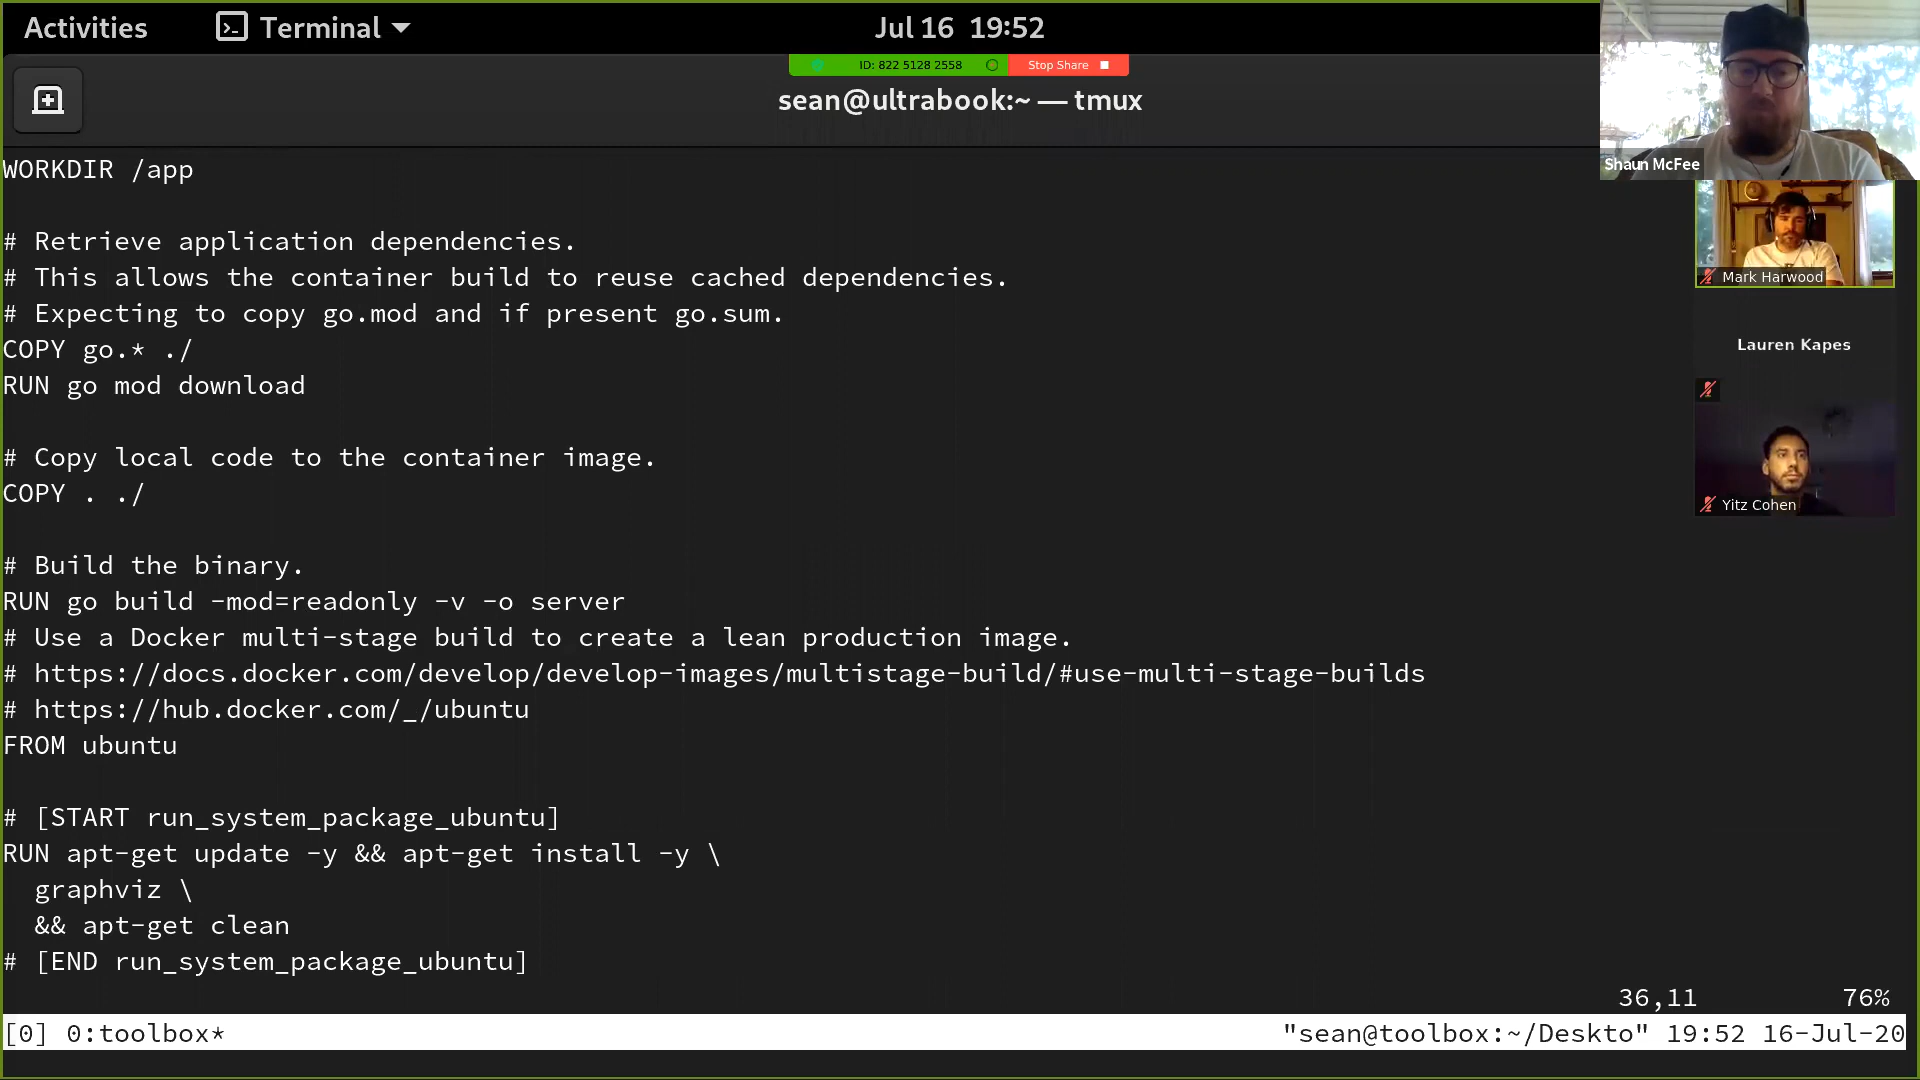 Activities
Terminal
Jul 16 19:52
ID: 822 5128 2558
Stop Share
sean@ultrabook:~ — tmux
Shaun McFee
Mark Harwood
Lauren Kapes
Yitz Cohen
WORKDIR /app
# Retrieve application dependencies.
# This allows the container build to reuse cached dependencies.
# Expecting to copy go.mod and if present go.sum.
COPY go.* ./
RUN go mod download
# Copy local code to the container image.
COPY . ./
# Build the binary.
RUN go build -mod=readonly -v -o server
# Use a Docker multi-stage build to create a lean production image.
# https://docs.docker.com/develop/develop-images/multistage-build/#use-multi-stage-builds
# https://hub.docker.com/_/ubuntu
FROM ubuntu
# [START run_system_package_ubuntu]
RUN apt-get update -y && apt-get install -y \
graphviz \
&& apt-get clean
# [END run_system_package_ubuntu]
36,11 76%
[0] 0:toolbox* "sean@toolbox:~/Deskto" 19:52 16-Jul-20